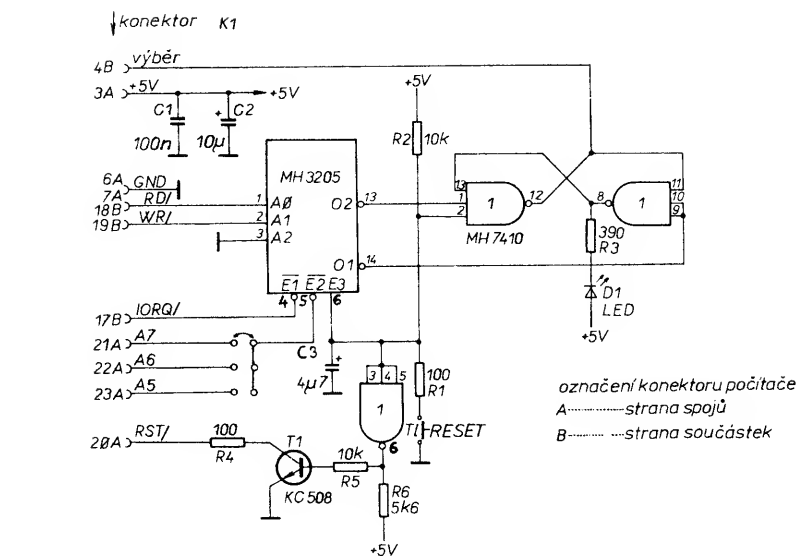 konektor K1
4B výběr
3A +5V +5V
C1 C2
100n 10µ
+5V
R2 10k
MH 3205
6A GND
7A
18B RD/ 1 AØ
19B WR/ 2 A1
3 A2
O2 13
O1 14
E1 E2 E3
4 5 6
13
1
2
1
12
MH 7410
8
1
11
10
9
390
R3
D1
LED
+5V
17B IORQ/
21A A7
22A A6
23A A5
C3
4µ7
3 4 5
1
6
100
R1
Tl-RESET
20A RST/
100
R4
T1
KC 508
10k
R5
R6
5k6
+5V
označení konektoru počítače
A-----------strana spojů
B-----------strana součástek